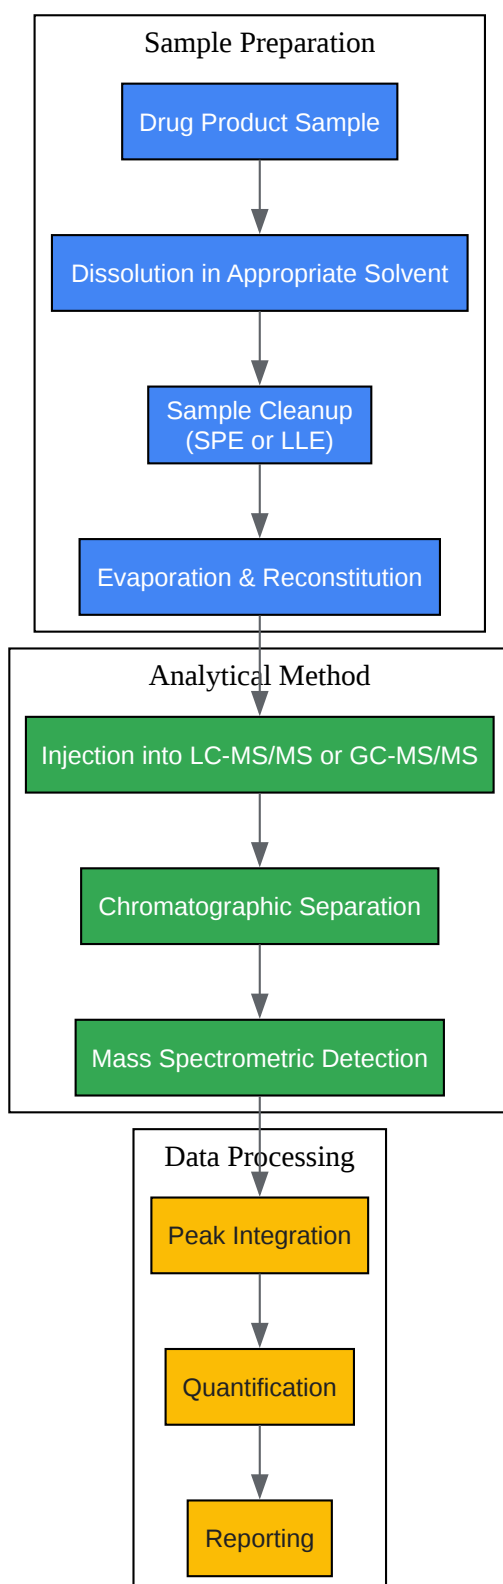 Sample Preparation
Drug Product Sample
Dissolution in Appropriate Solvent
Sample Cleanup
(SPE or LLE)
Evaporation & Reconstitution
Analytical Method
Injection into LC-MS/MS or GC-MS/MS
Chromatographic Separation
Mass Spectrometric Detection
Data Processing
Peak Integration
Quantification
Reporting